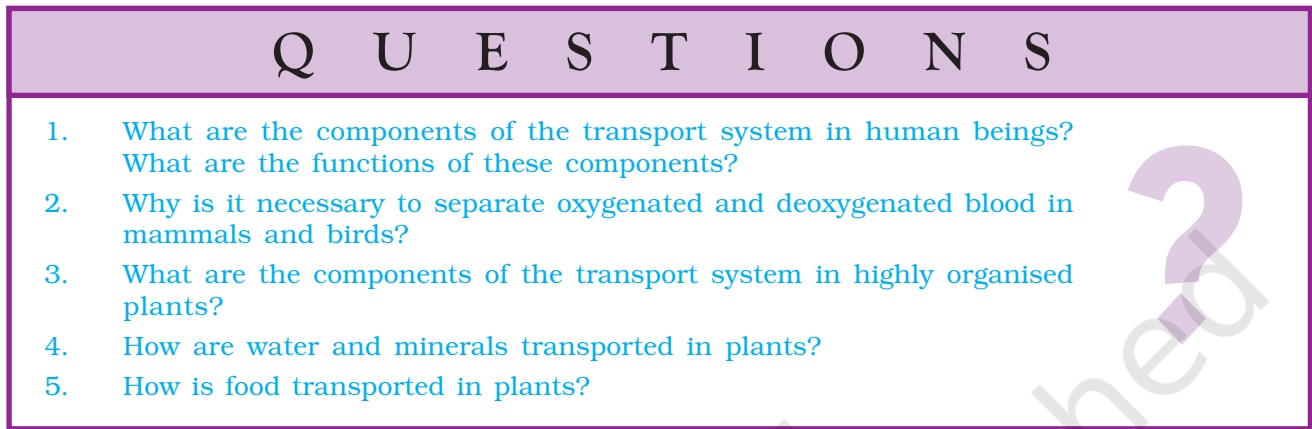 QUESTIONS
1. What are the components of the transport system in human beings?
What are the functions of these components?
2. Why is it necessary to separate oxygenated and deoxygenated blood in
mammals and birds?
3. What are the components of the transport system in highly organised
plants?
4. How are water and minerals transported in plants?
5. How is food transported in plants?
?
hed